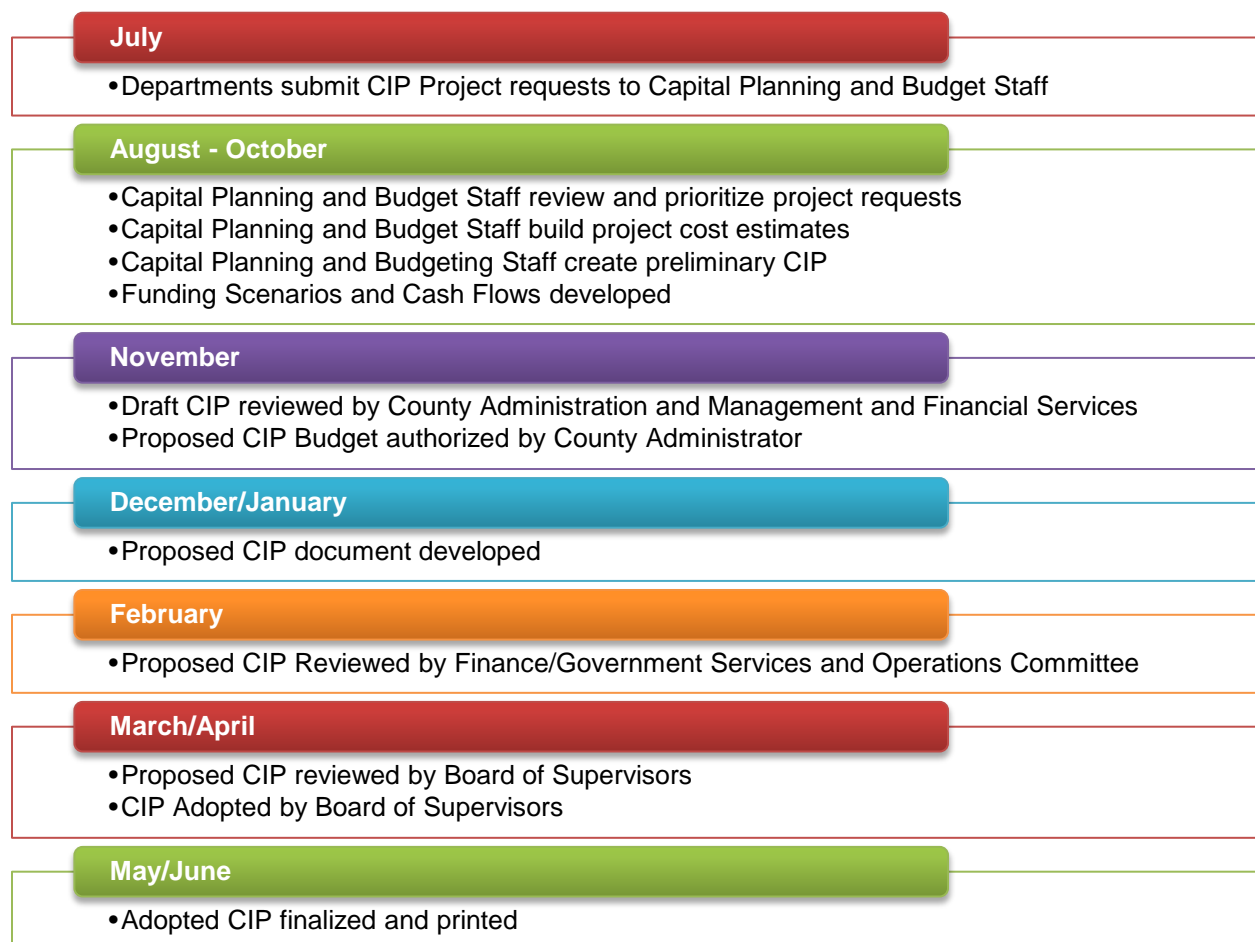 July
•Departments submit CIP Project requests to Capital Planning and Budget Staff
August - October
•Capital Planning and Budget Staff review and prioritize project requests
•Capital Planning and Budget Staff build project cost estimates
•Capital Planning and Budgeting Staff create preliminary CIP
•Funding Scenarios and Cash Flows developed
November
•Draft CIP reviewed by County Administration and Management and Financial Services
•Proposed CIP Budget authorized by County Administrator
December/January
•Proposed CIP document developed
February
•Proposed CIP Reviewed by Finance/Government Services and Operations Committee
March/April
•Proposed CIP reviewed by Board of Supervisors
•CIP Adopted by Board of Supervisors
May/June
•Adopted CIP finalized and printed